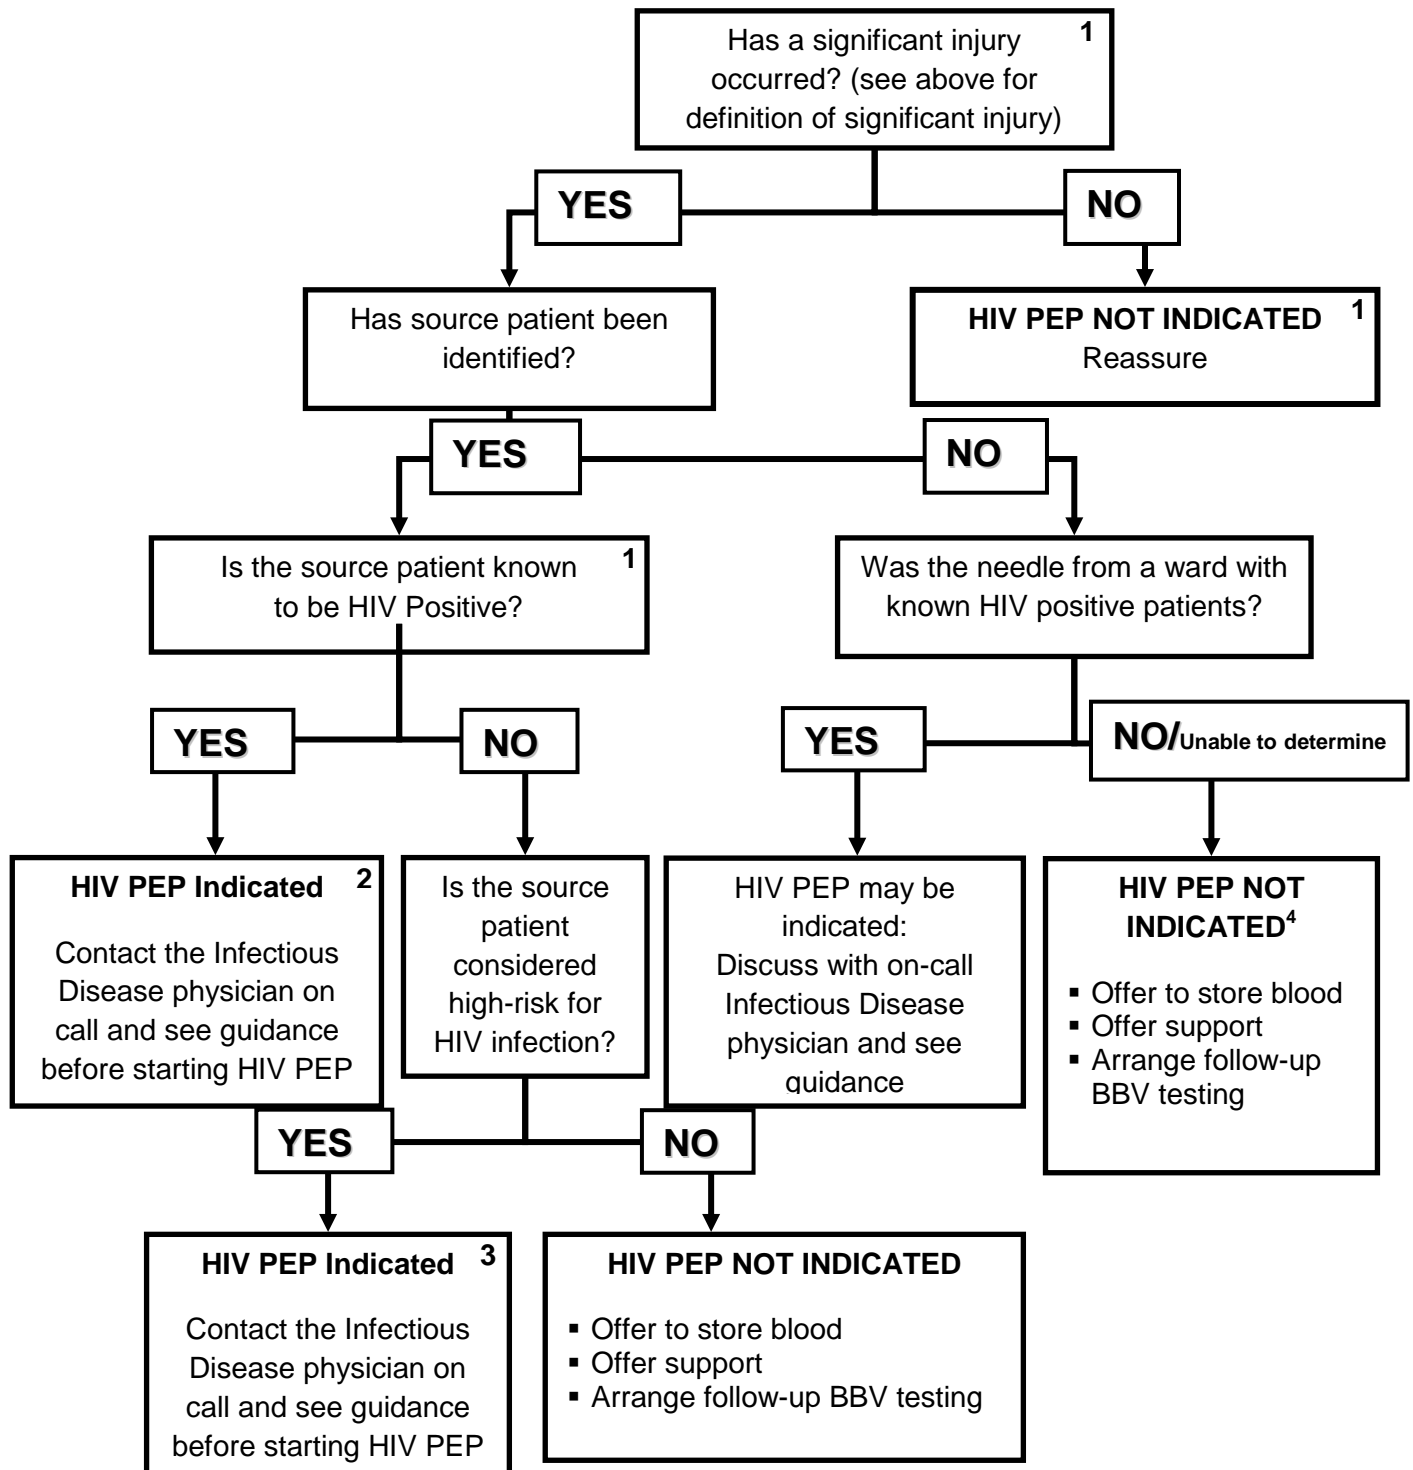 Has a significant injury 1
occurred? (see above for
definition of significant injury)
YES
NO
Has source patient been
identified?
HIV PEP NOT INDICATED 1
Reassure
YES
NO
Is the source patient known 1
to be HIV Positive?
Was the needle from a ward with
known HIV positive patients?
YES
NO
YES
NO/Unable to determine
HIV PEP Indicated 2
Contact the Infectious
Disease physician on
call and see guidance
before starting HIV PEP
Is the source
patient
considered
high-risk for
HIV infection?
HIV PEP may be
indicated:
Discuss with on-call
Infectious Disease
physician and see
guidance
HIV PEP NOT
INDICATED4
▪ Offer to store blood
▪ Offer support
▪ Arrange follow-up
BBV testing
YES
NO
HIV PEP Indicated 3
Contact the Infectious
Disease physician on
call and see guidance
before starting HIV PEP
HIV PEP NOT INDICATED
▪ Offer to store blood
▪ Offer support
▪ Arrange follow-up BBV testing